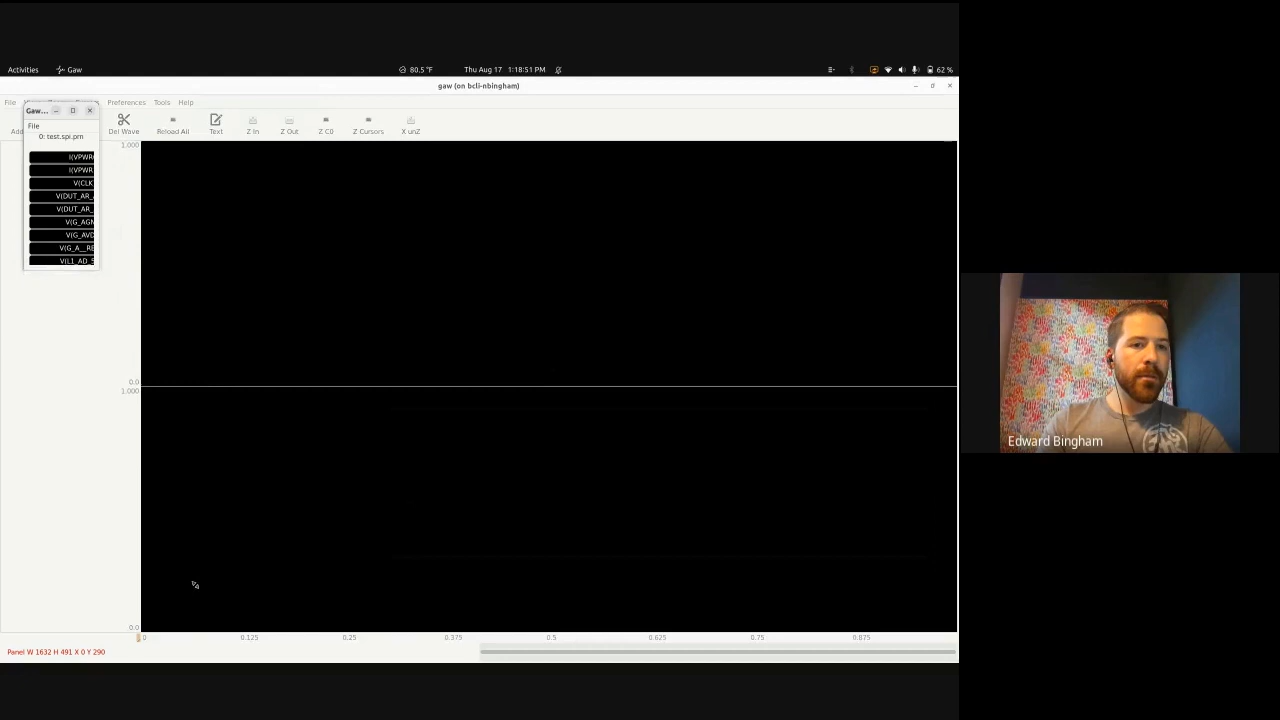 Activities Gaw 80.5 °F Thu Aug 17 1:18:51 PM 62 %
gaw (on bcli-nbingham)
File Preferences Tools Help
Gaw...
Del Wave Reload All Text Z In Z Out Z C0 Z Cursors X unZ
File
0: test.spi.prn
I(VPWR
I(VPWR
V(CLK
V(DUT_AR_
V(DUT_AR_
V(G_AGN
V(G_AVD
V(G_A__RE
V(L1_AD_S
1.000
0.0
1.000
0.0
0 0.125 0.25 0.375 0.5 0.625 0.75 0.875
Panel W 1632 H 491 X 0 Y 290
Edward Bingham